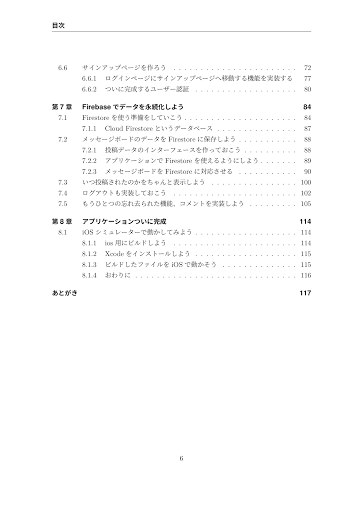 目次
6.6 サインアップページを作ろう . . . . . . . . . . . . . . . . . . . 72
6.6.1 ログインページにサインアップページへ移動する機能を実装する 77
6.6.2 ついに完成するユーザー認証 . . . . . . . . . . . . . . . . 80
第 7 章 Firebase でデータを永続化しよう 84
7.1 Firestore を使う準備をしていこう . . . . . . . . . . . . . . . . . . . . . . 84
7.1.1 Cloud Firestore というデータベース . . . . . . . . . . . . . 87
7.2 メッセージボードのデータを Firestore に保存しよう . . . . . . . . . . 88
7.2.1 投稿データのインターフェースを作っておこう . . . . . . . . . 88
7.2.2 アプリケーションで Firestore を使えるようにしよう . . . . . . 89
7.2.3 メッセージボードを Firestore に対応させる . . . . . . . . . . 90
7.3 いつ投稿されたのかをちゃんと表示しよう . . . . . . . . . . . . . . 100
7.4 ログアウトも実装しておこう . . . . . . . . . . . . . . . . . . . 102
7.5 もうひとつの忘れ去られた機能、コメントを実装しよう . . . . . . . . 105
第 8 章 アプリケーションついに完成 114
8.1 iOS シミュレーターで動かしてみよう . . . . . . . . . . . . . . . . 114
8.1.1 ios 用にビルドしよう . . . . . . . . . . . . . . . . . . . 114
8.1.2 Xcode をインストールしよう . . . . . . . . . . . . . . . . 115
8.1.3 ビルドしたファイルを iOS で動かそう . . . . . . . . . . . . 115
8.1.4 おわりに . . . . . . . . . . . . . . . . . . . . . . . . . 116
あとがき 117
6